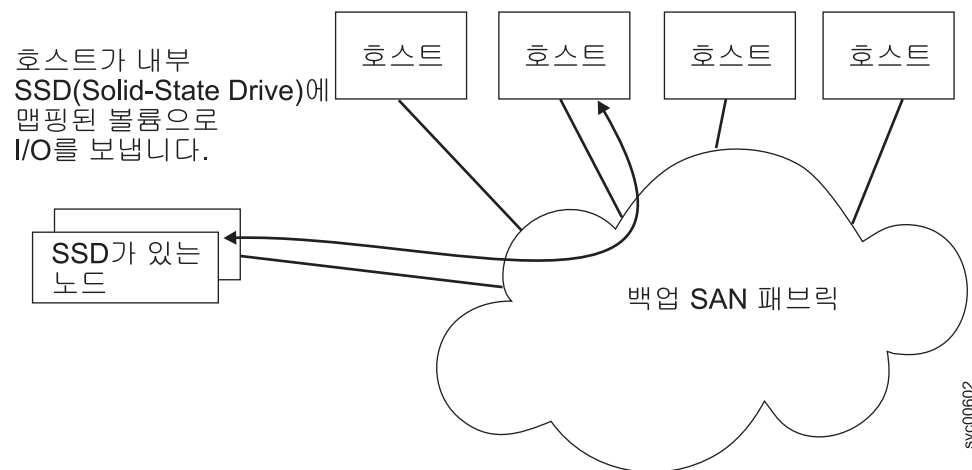 호스트가 내부
SSD(Solid-State Drive)에
맵핑된 볼륨으로
I/O를 보냅니다.
호스트
호스트
호스트
호스트
SSD가 있는
노드
백업 SAN 패브릭
svc00602